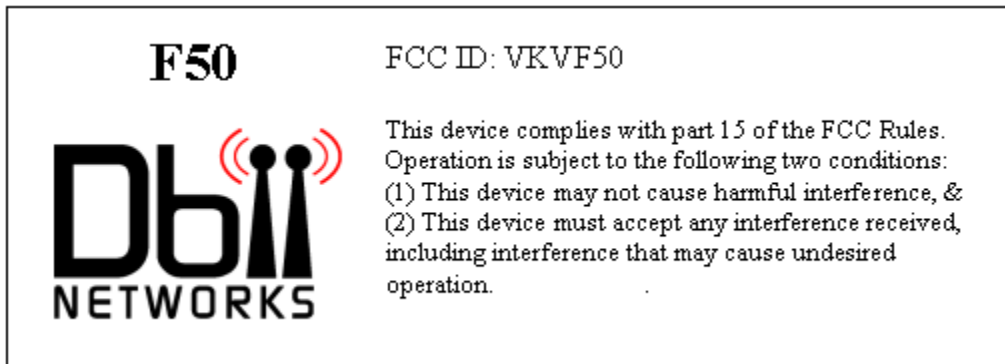 F50
Dbii
NETWORKS
FCC ID: VKVF50
This device complies with part 15 of the FCC Rules.
Operation is subject to the following two conditions:
(1) This device may not cause harmful interference, &
(2) This device must accept any interference received,
including interference that may cause undesired
operation. .